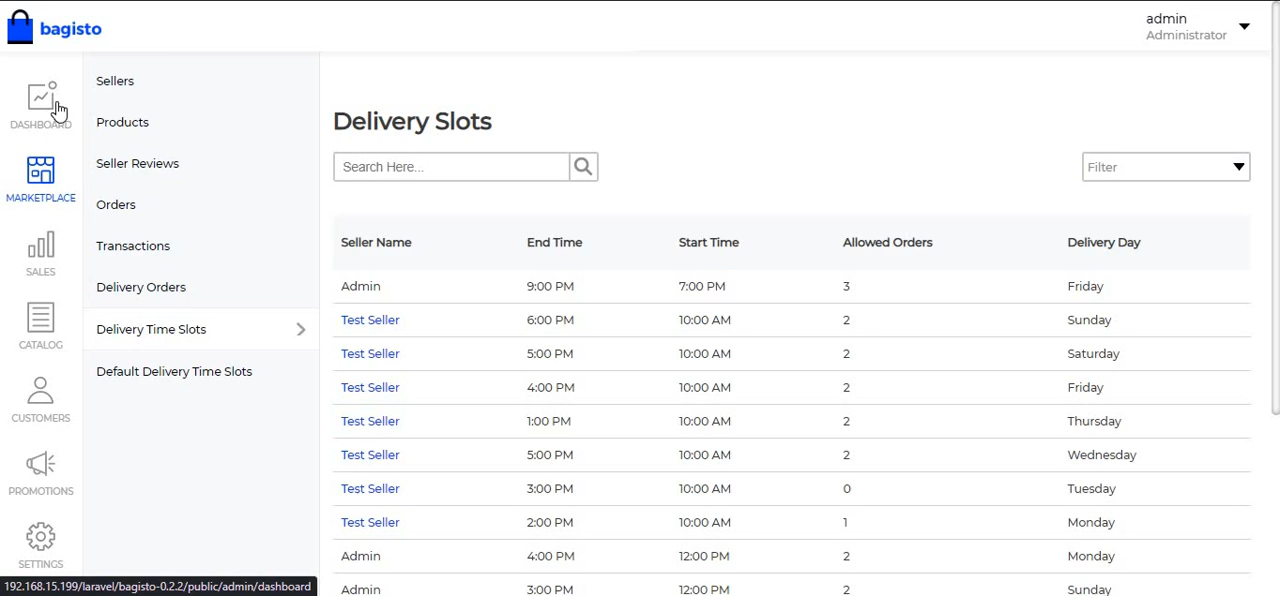 bagisto
admin
Administrator
DASHBOARD
MARKETPLACE
SALES
CATALOG
CUSTOMERS
PROMOTIONS
SETTINGS
Sellers
Products
Seller Reviews
Orders
Transactions
Delivery Orders
Delivery Time Slots
Default Delivery Time Slots
Delivery Slots
Search Here...
Filter
Seller Name End Time Start Time Allowed Orders Delivery Day
Admin 9:00 PM 7:00 PM 3 Friday
Test Seller 6:00 PM 10:00 AM 2 Sunday
Test Seller 5:00 PM 10:00 AM 2 Saturday
Test Seller 4:00 PM 10:00 AM 2 Friday
Test Seller 1:00 PM 10:00 AM 2 Thursday
Test Seller 5:00 PM 10:00 AM 2 Wednesday
Test Seller 3:00 PM 10:00 AM 0 Tuesday
Test Seller 2:00 PM 10:00 AM 1 Monday
Admin 4:00 PM 12:00 PM 2 Monday
Admin 3:00 PM 12:00 PM 2 Sunday
192.168.15.199/laravel/bagisto-0.2.2/public/admin/dashboard